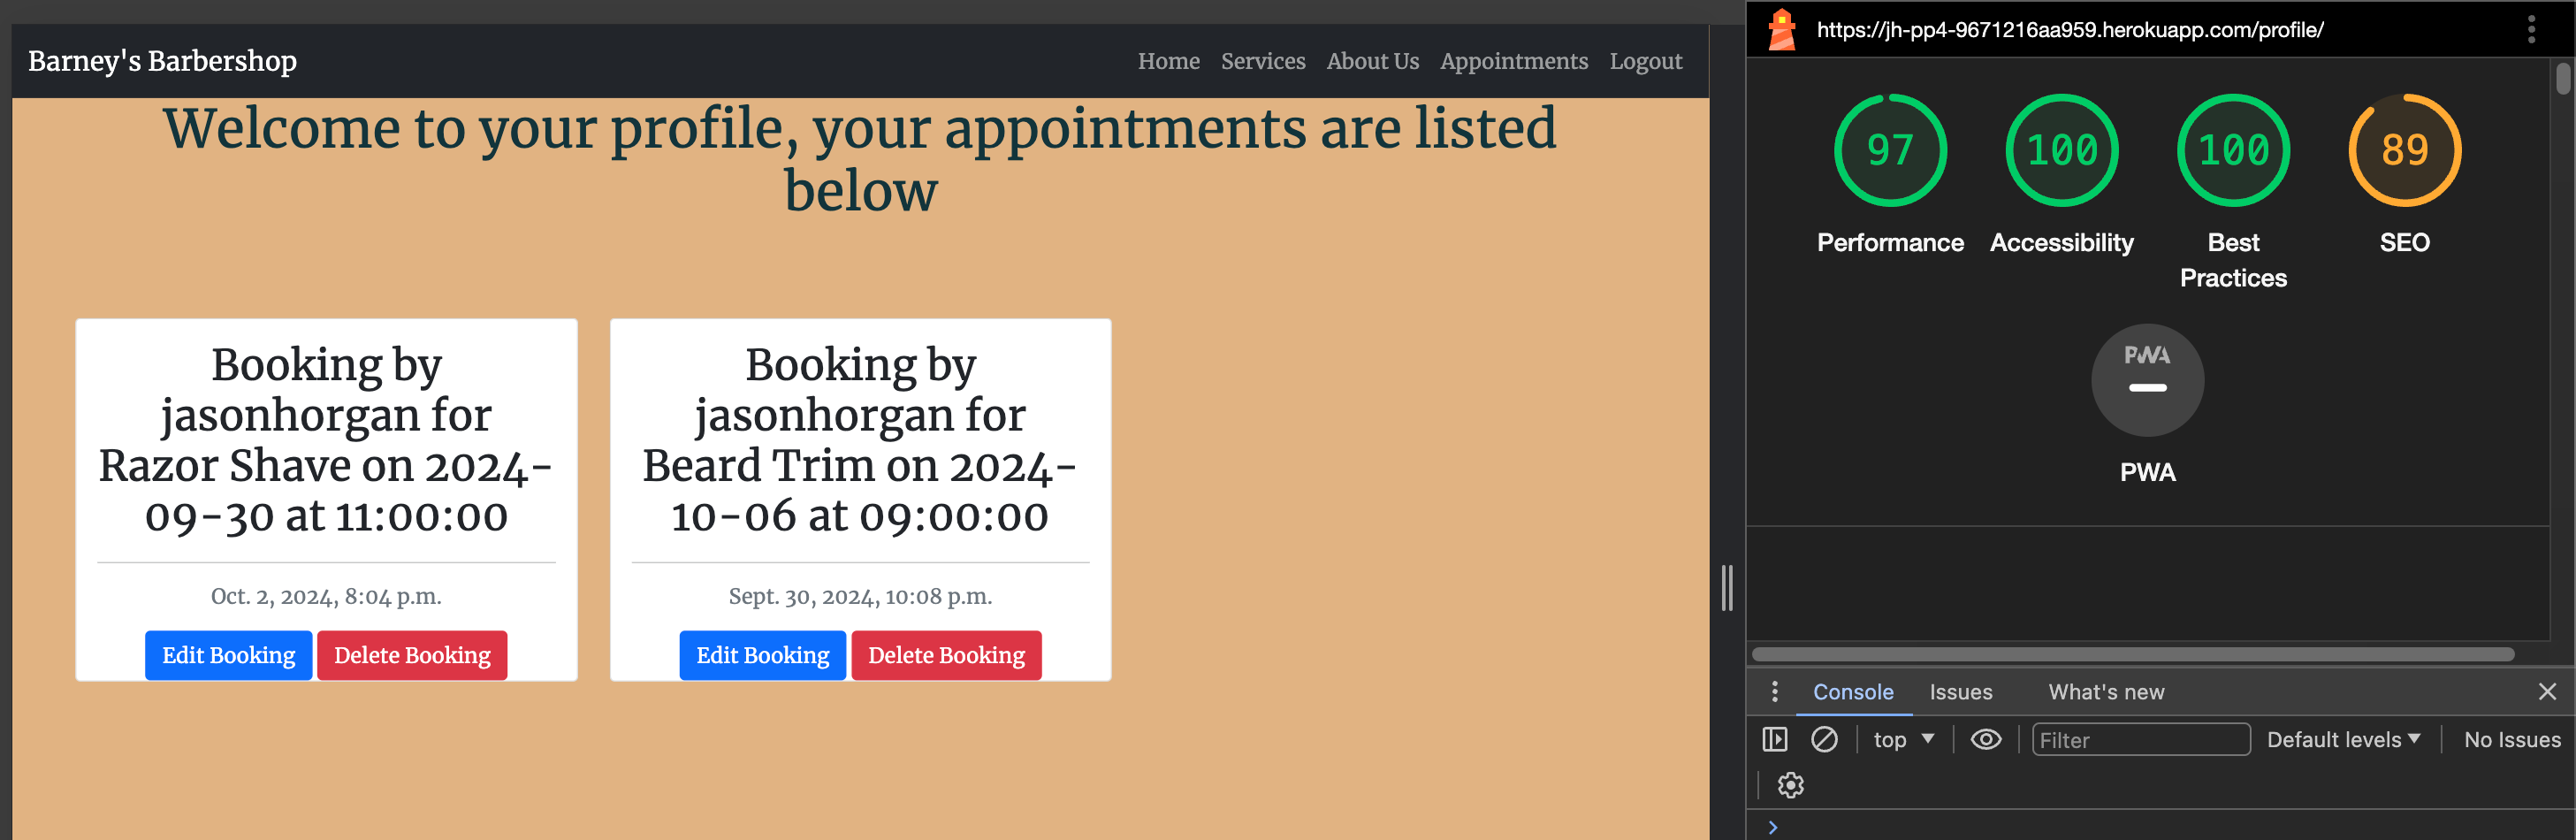 Barney's Barbershop
Home Services About Us Appointments Logout
Welcome to your profile, your appointments are listed
below
Booking by
jasonhorgan for
Razor Shave on 2024-
09-30 at 11:00:00
Oct. 2, 2024, 8:04 p.m.
Edit Booking Delete Booking
Booking by
jasonhorgan for
Beard Trim on 2024-
10-06 at 09:00:00
Sept. 30, 2024, 10:08 p.m.
Edit Booking Delete Booking
https://jh-pp4-9671216aa959.herokuapp.com/profile/
97 100 100 89
Performance Accessibility Best Practices SEO
PWA
PWA
Console Issues What's new
top Filter Default levels No Issues